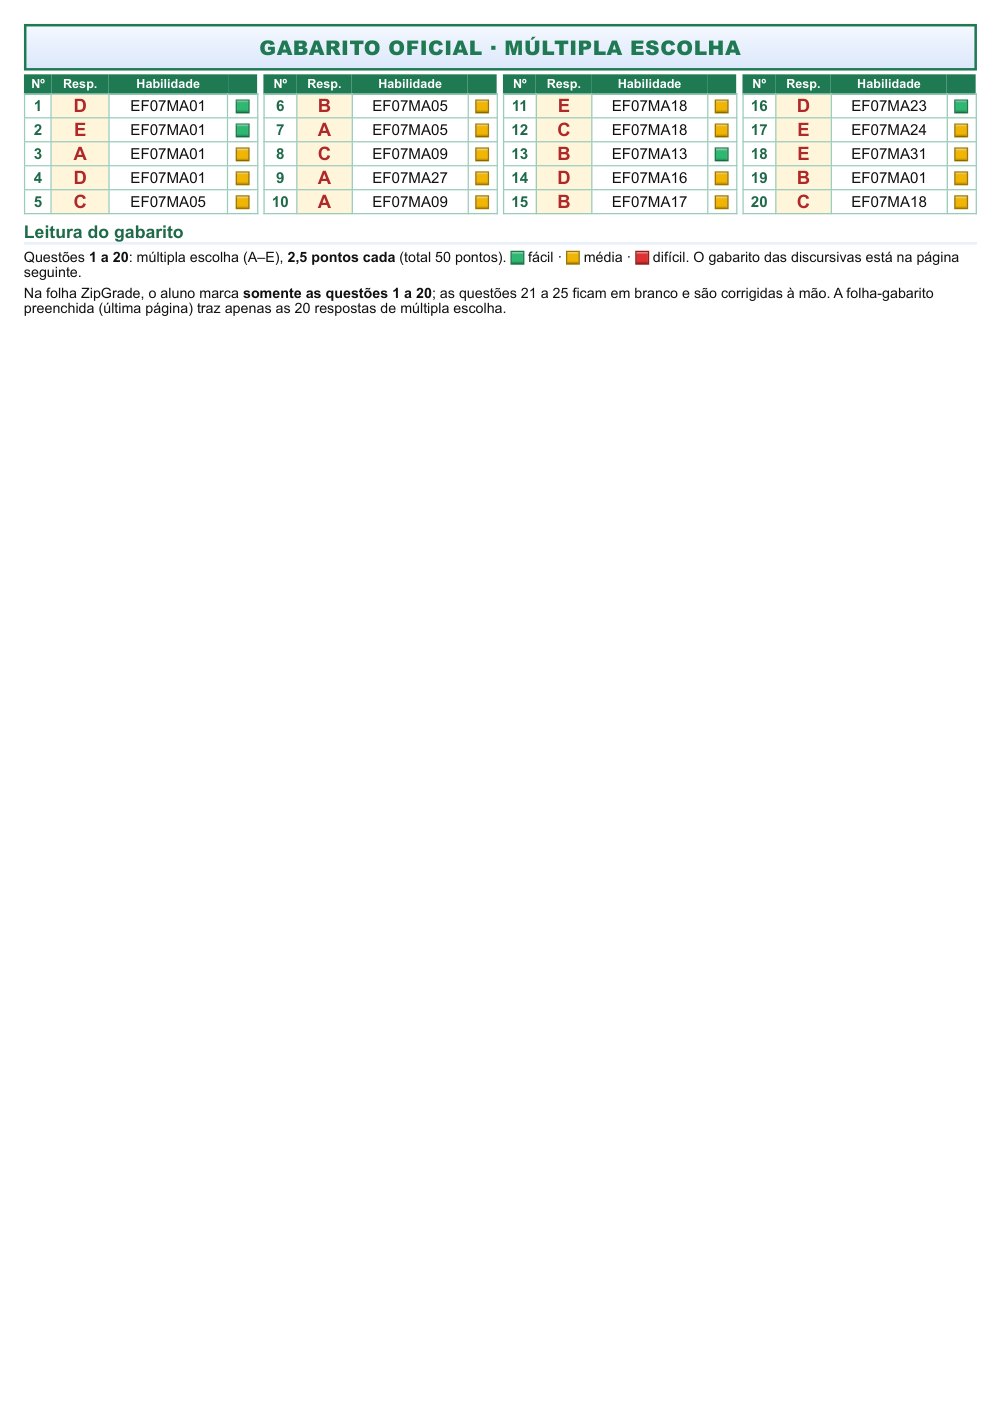 GABARITO OFICIAL · MÚLTIPLA ESCOLHA
Nº Resp. Habilidade Nº Resp. Habilidade Nº Resp. Habilidade Nº Resp. Habilidade
1 D EF07MA01 6 B EF07MA05 11 E EF07MA18 16 D EF07MA23
2 E EF07MA01 7 A EF07MA05 12 C EF07MA18 17 E EF07MA24
3 A EF07MA01 8 C EF07MA09 13 B EF07MA13 18 E EF07MA31
4 D EF07MA01 9 A EF07MA27 14 D EF07MA16 19 B EF07MA01
5 C EF07MA05 10 A EF07MA09 15 B EF07MA17 20 C EF07MA18
Leitura do gabarito
Questões 1 a 20: múltipla escolha (A–E), 2,5 pontos cada (total 50 pontos). fácil · média · difícil. O gabarito das discursivas está na página
seguinte.
Na folha ZipGrade, o aluno marca somente as questões 1 a 20; as questões 21 a 25 ficam em branco e são corrigidas à mão. A folha-gabarito
preenchida (última página) traz apenas as 20 respostas de múltipla escolha.